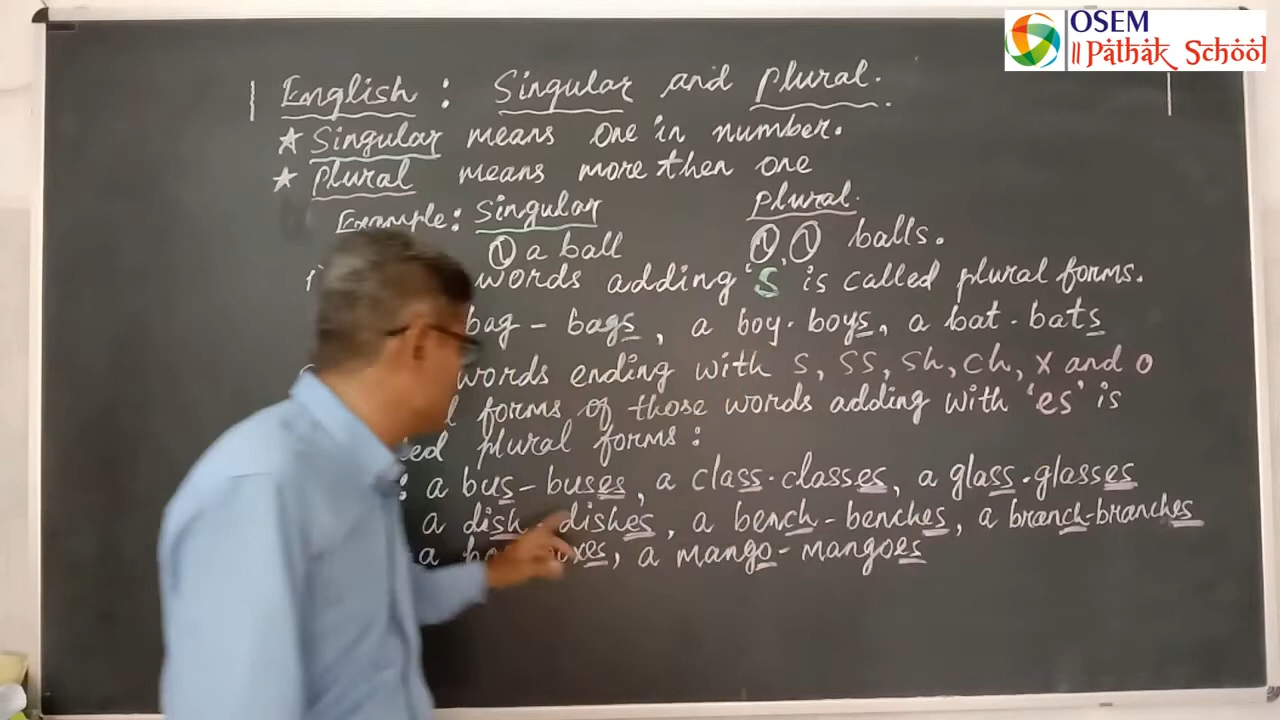 OSEM
॥ Pathak School
English : Singular and plural.
★ Singular means one in number.
★ Plural means more then one
Example: Singular plural.
a ball balls.
words adding 'S' is called plural forms.
bag - bags, a boy - boys, a bat - bats
words ending with S, SS, Sh, Ch, X and O
forms of those words adding with 'es' is
plural forms:
: a bus - buses, a class - classes, a glass - glasses
a dish - dishes, a bench - benches, a branch - branches
a a mango - mangoes